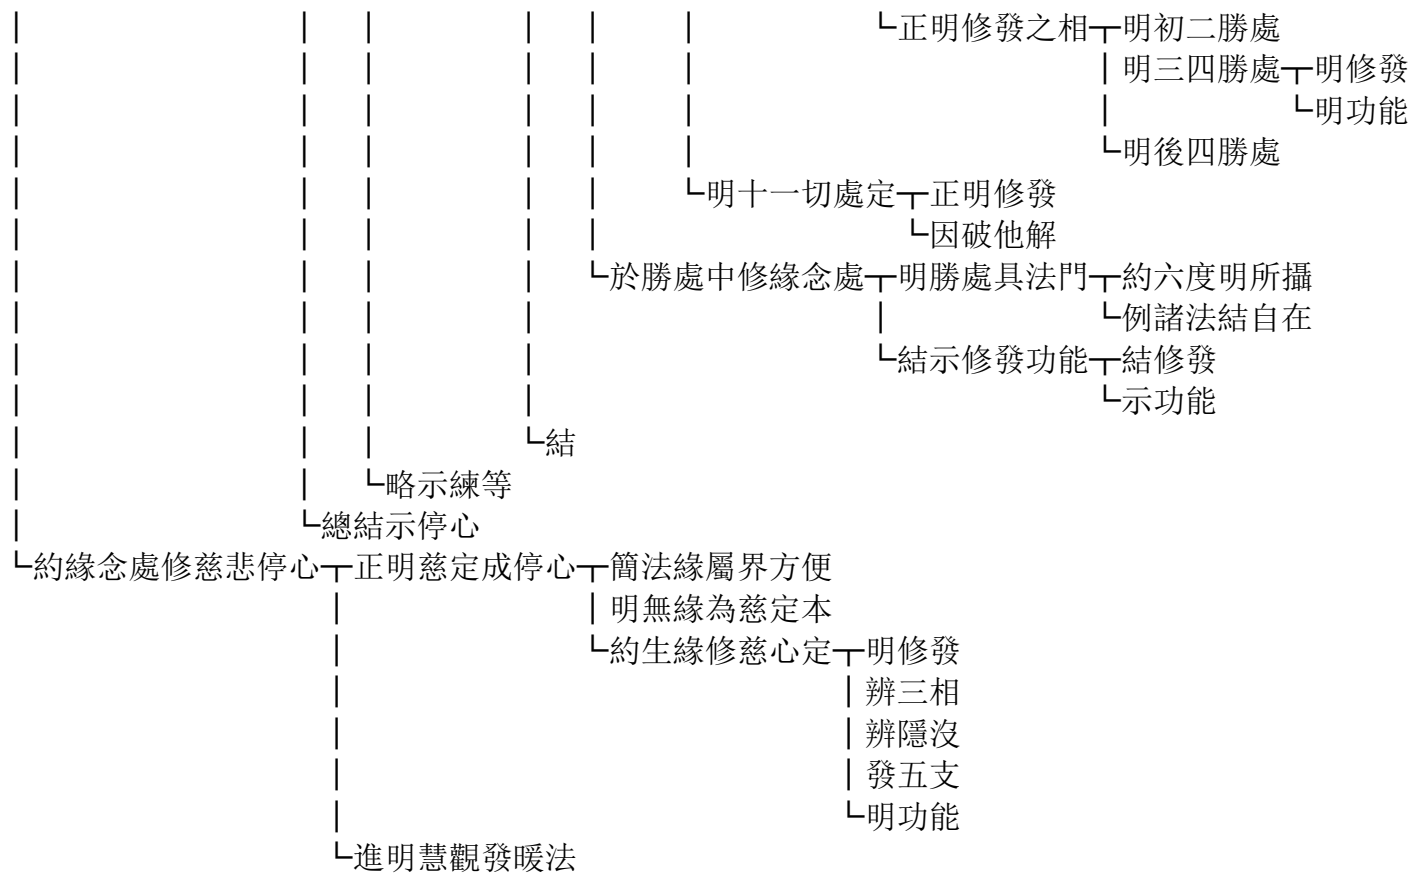 正明修發之相 明初二勝處
明三四勝處 明修發
明功能
明後四勝處
明十一切處定 正明修發
因破他解
於勝處中修緣念處 明勝處具法門 約六度明所攝
例諸法結自在
結示修發功能 結修發
示功能
結
略示練等
總結示停心
約緣念處修慈悲停心 正明慈定成停心 簡法緣屬界方便
明無緣為慈定本
約生緣修慈心定 明修發
辨三相
辨隱沒
發五支
明功能
進明慧觀發暖法